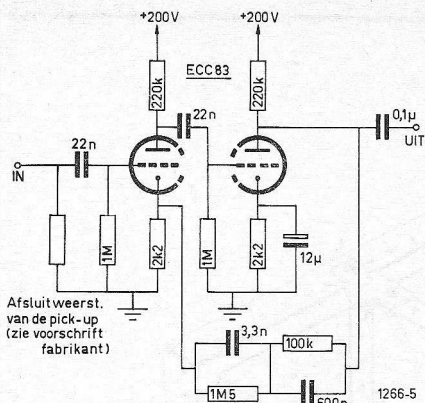 +200V
+200V
ECC83
220k
220k
22n
0,1µ
22n
IN
UIT
1M
2k2
1M
2k2
12µ
Afsluitweerst.
van de pick-up
(zie voorschrift
fabrikant)
3,3n
100k
1M5
1266-5